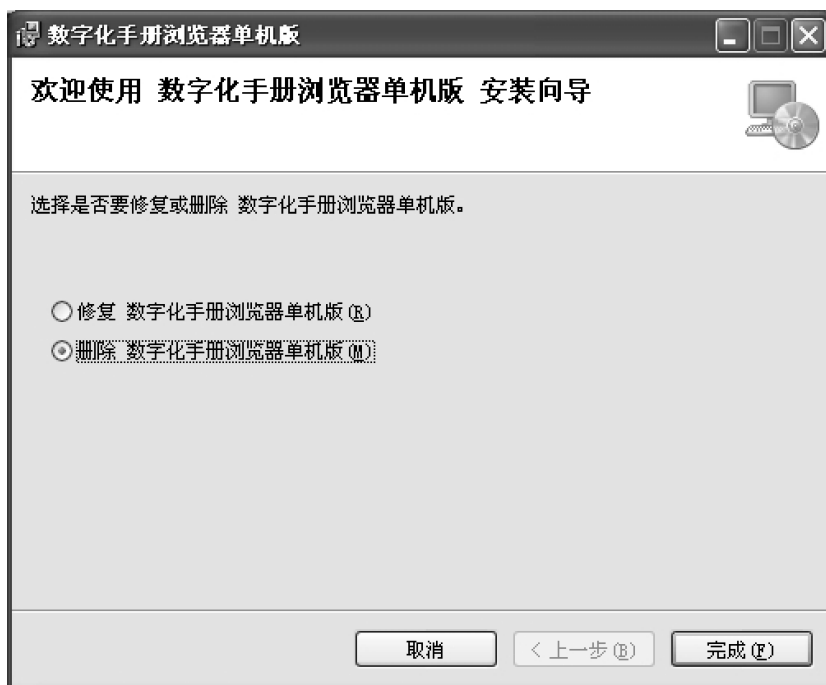 数字化手册浏览器单机版
欢迎使用 数字化手册浏览器单机版 安装向导
选择是否要修复或删除 数字化手册浏览器单机版。
修复 数字化手册浏览器单机版(R)
删除 数字化手册浏览器单机版(M)
取消 < 上一步(B) 完成(F)